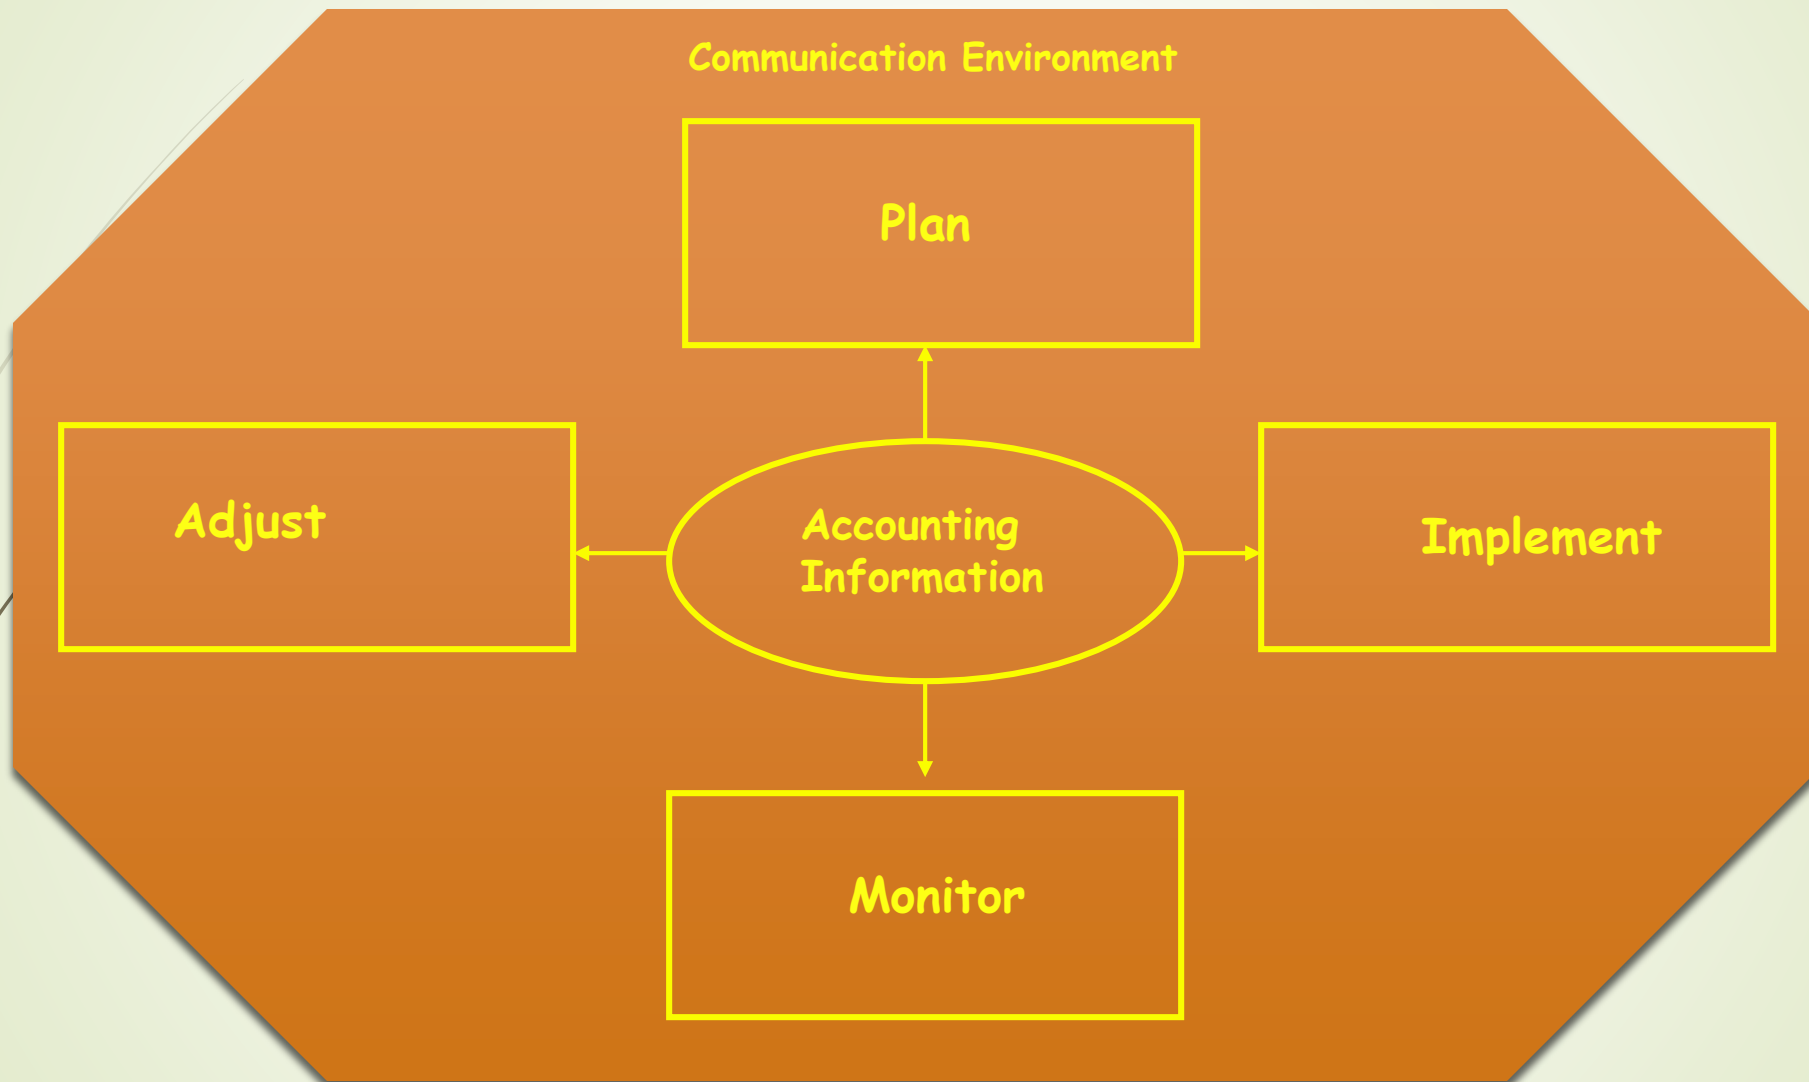 Communication Environment
Plan
Adjust
Accounting
Information
Implement
Monitor